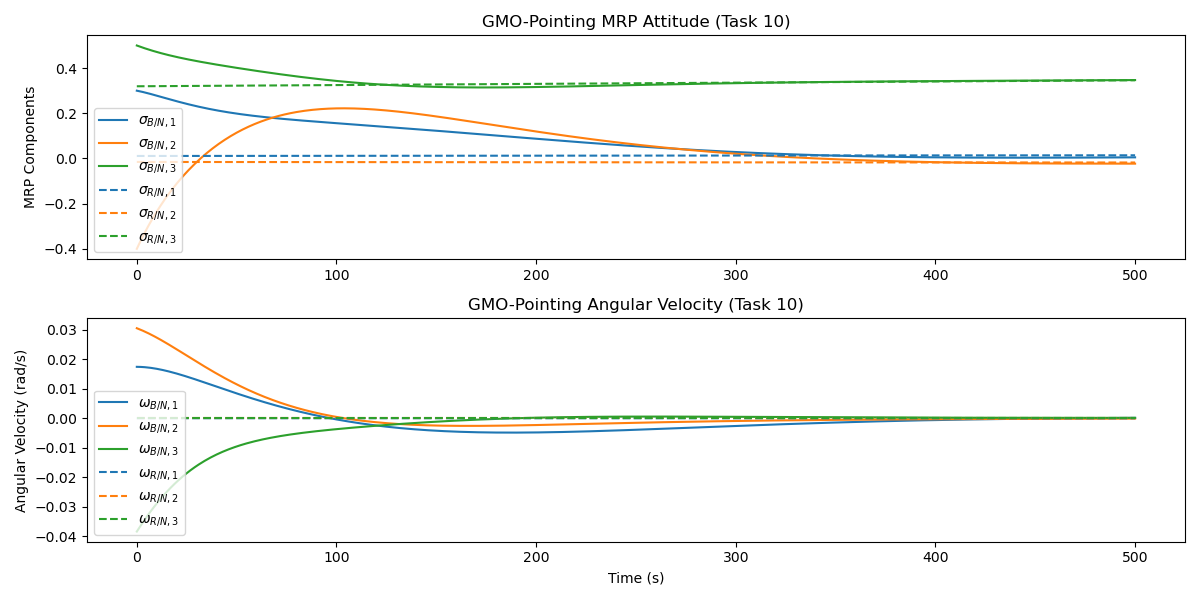 GMO-Pointing MRP Attitude (Task 10)
MRP Components
0.4
0.2
0.0
−0.2
−0.4
σB/N, 1
σB/N, 2
σB/N, 3
σR/N, 1
σR/N, 2
σR/N, 3
0 100 200 300 400 500
GMO-Pointing Angular Velocity (Task 10)
Angular Velocity (rad/s)
0.03
0.02
0.01
0.00
−0.01
−0.02
−0.03
−0.04
ωB/N, 1
ωB/N, 2
ωB/N, 3
ωR/N, 1
ωR/N, 2
ωR/N, 3
0 100 200 300 400 500
Time (s)